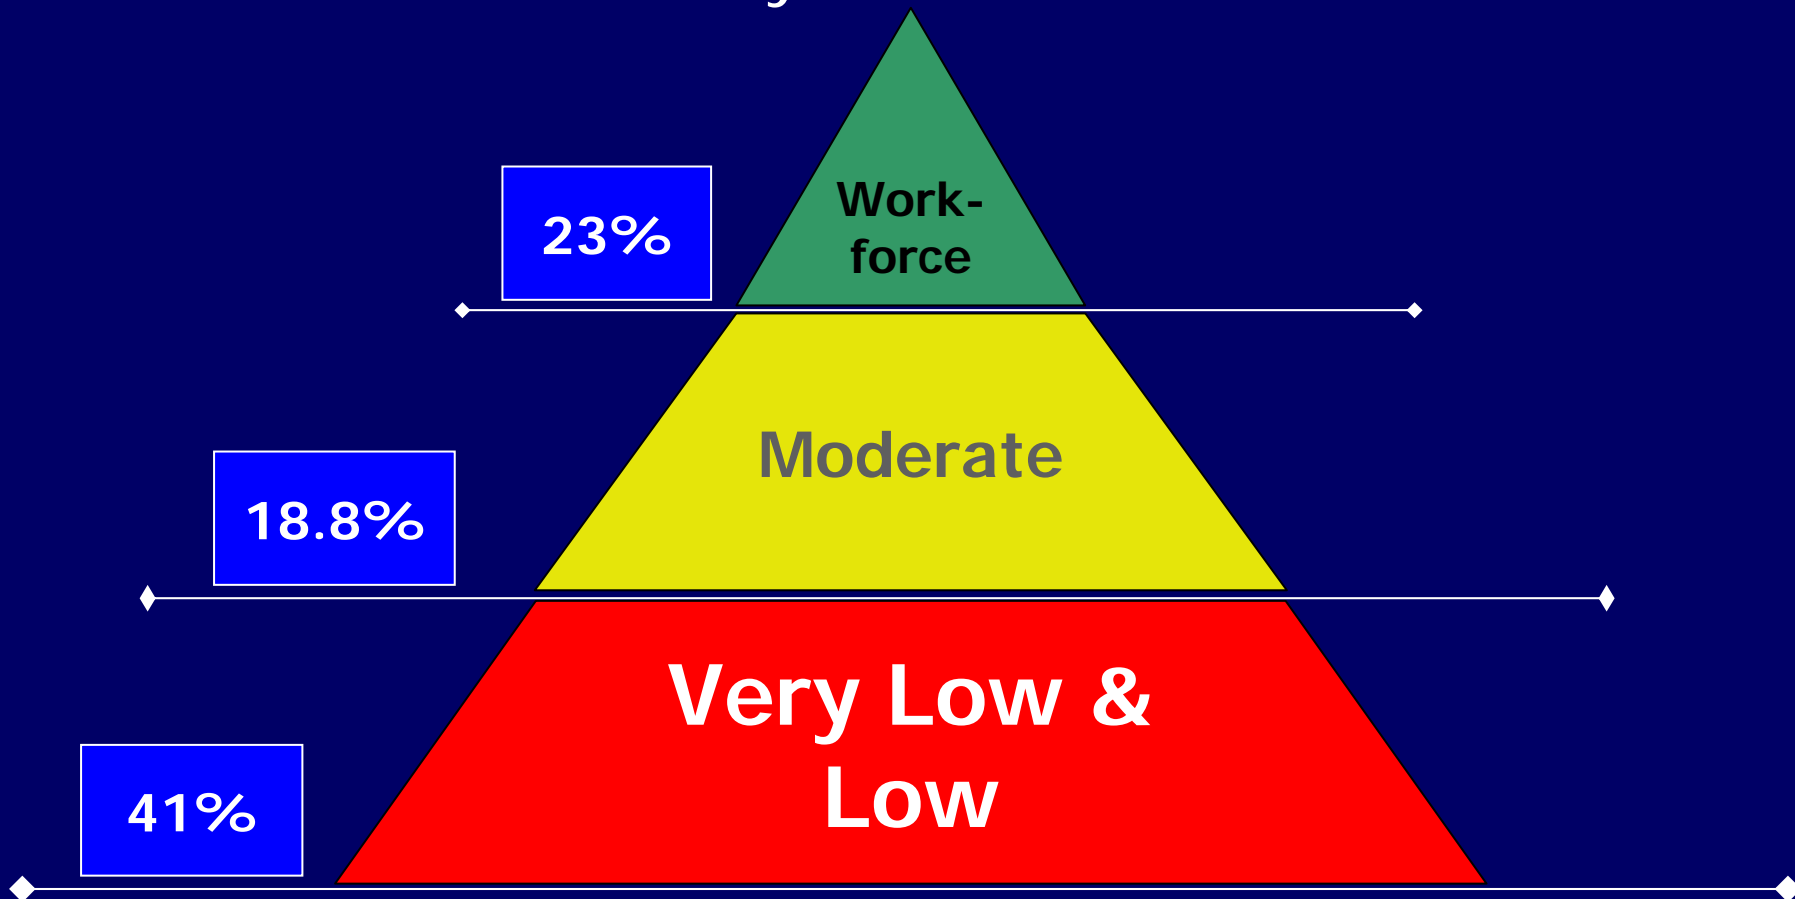 23%
Work-
force
18.8%
Moderate
41%
Very Low &
Low